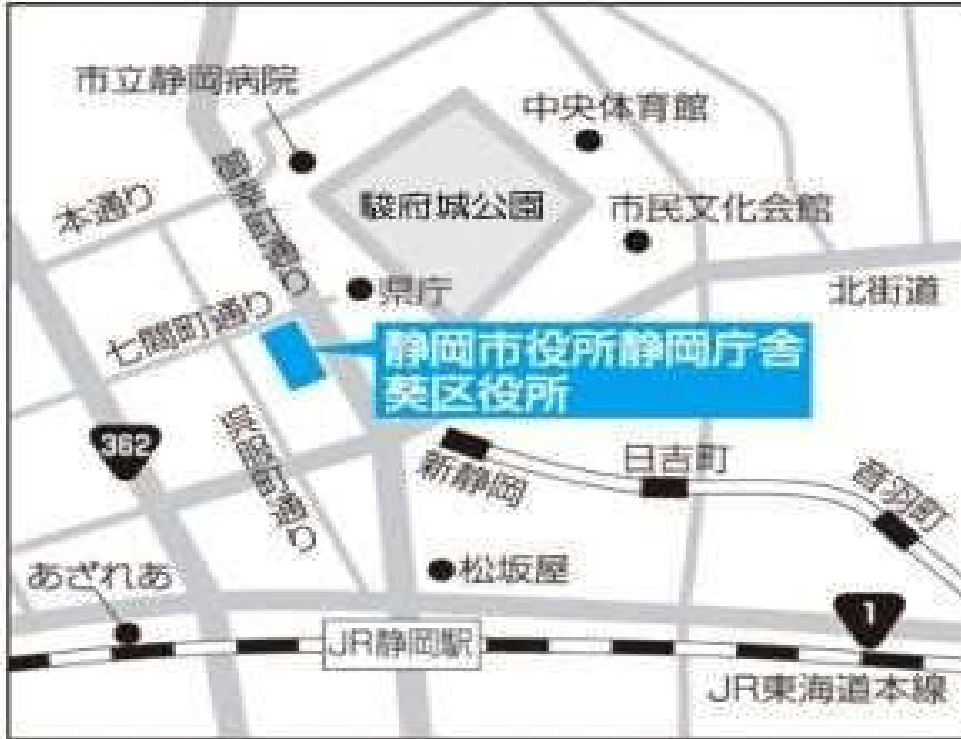 市立静岡病院
中央体育館
本通り
御幸町通り
駿府城公園
市民文化会館
県庁
北街道
七間町通り
静岡市役所静岡庁舎
葵区役所
362
呉服町通り
新静岡
日吉町
音羽町
あざれあ
松坂屋
1
JR静岡駅
JR東海道本線